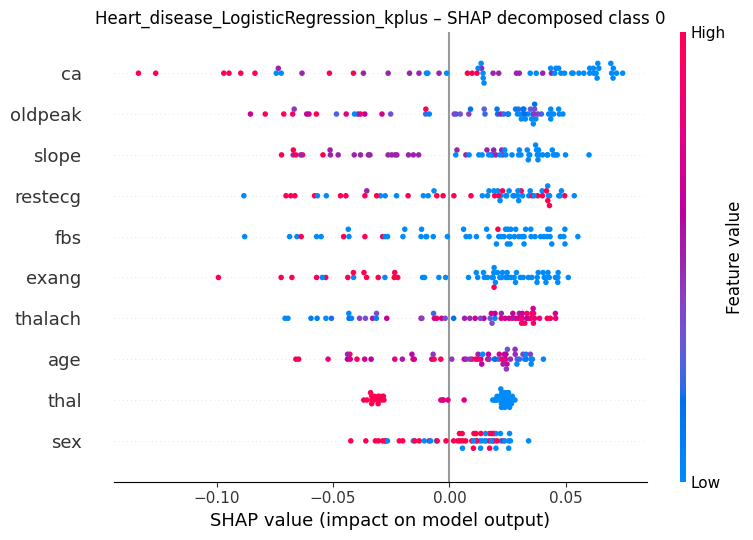 Heart_disease_LogisticRegression_kplus – SHAP decomposed class 0
High
ca
oldpeak
slope
restecg
fbs
exang
thalach
age
thal
sex
Feature value
Low
−0.10
−0.05
0.00
0.05
SHAP value (impact on model output)